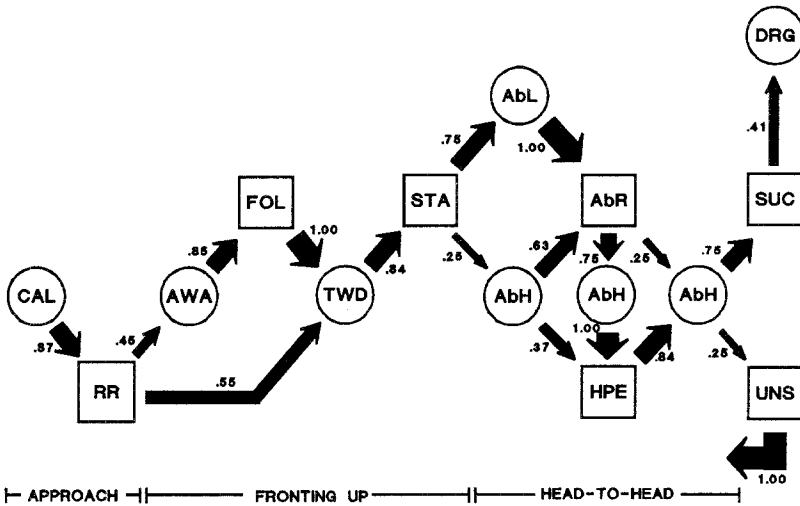 DRG
AbL
.75
1.00
.41
FOL
STA
AbR
SUC
1.00
.85
.84
.25
.63
.75
.25
.75
CAL
AWA
TWD
AbH
AbH
AbH
.87
.45
1.00
.37
.84
.25
RR
.55
HPE
UNS
1.00
APPROACH
FRONTING UP
HEAD-TO-HEAD